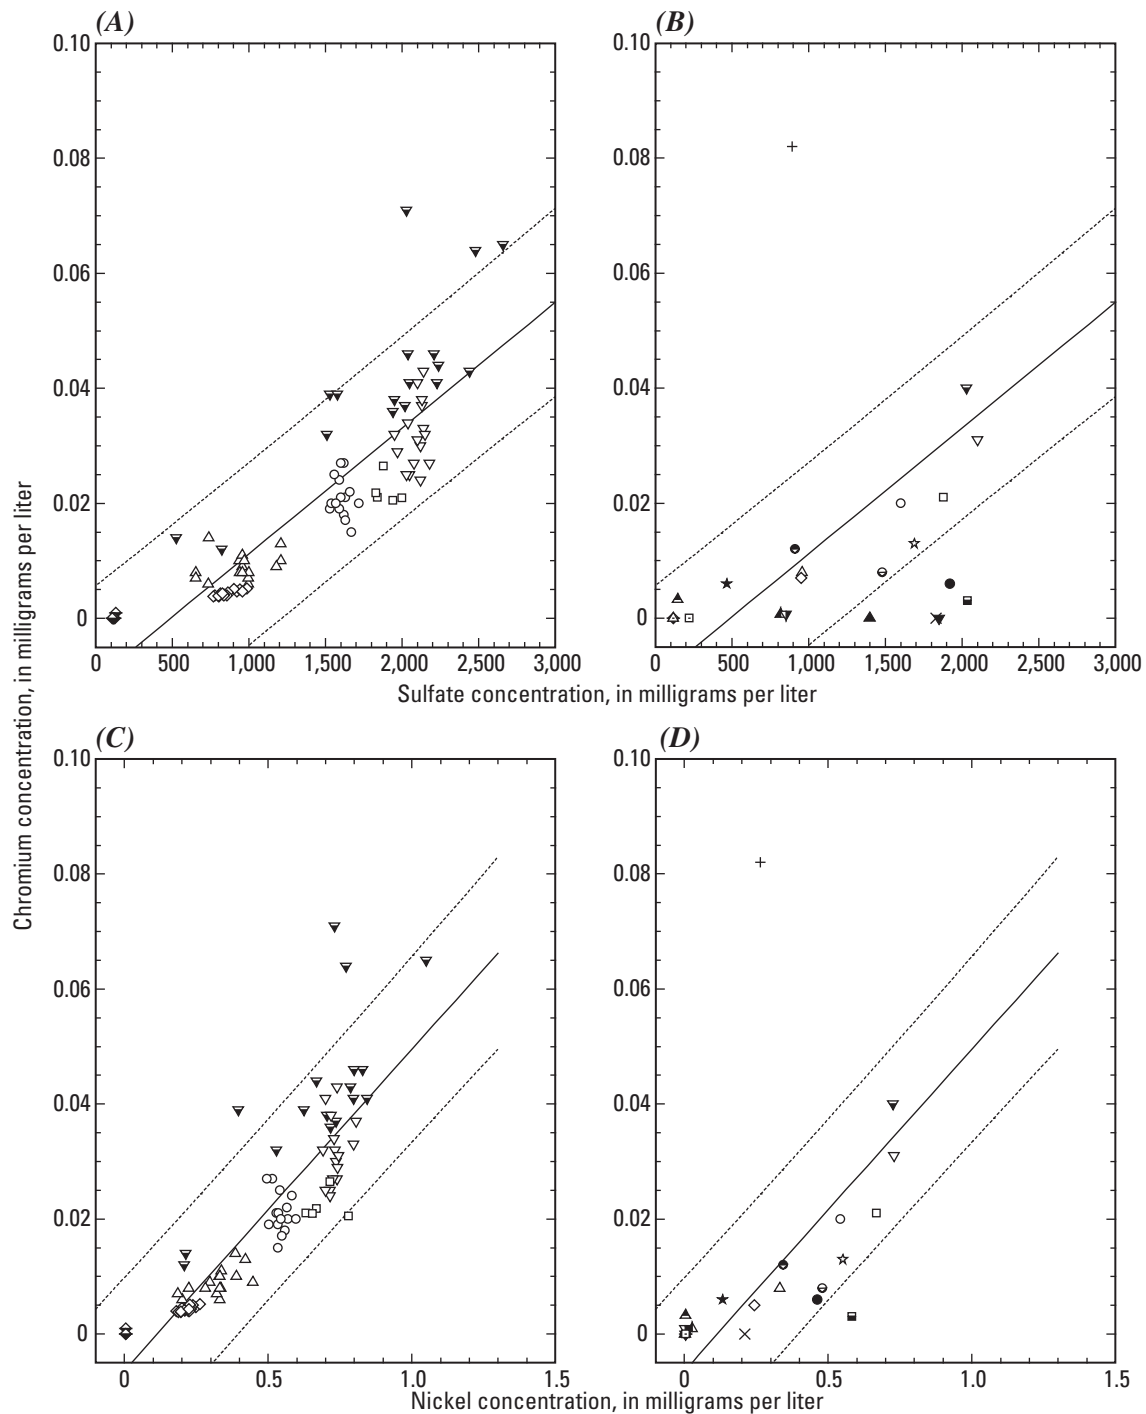 (A)
(B)
0.10
0.08
0.06
0.04
0.02
0
0 500 1,000 1,500 2,000 2,500 3,000
0.10
0.08
0.06
0.04
0.02
0
0 500 1,000 1,500 2,000 2,500 3,000
Sulfate concentration, in milligrams per liter
Chromium concentration, in milligrams per liter
(C)
(D)
0.10
0.08
0.06
0.04
0.02
0
0 0.5 1.0 1.5
0.10
0.08
0.06
0.04
0.02
0
0 0.5 1.0 1.5
Nickel concentration, in milligrams per liter